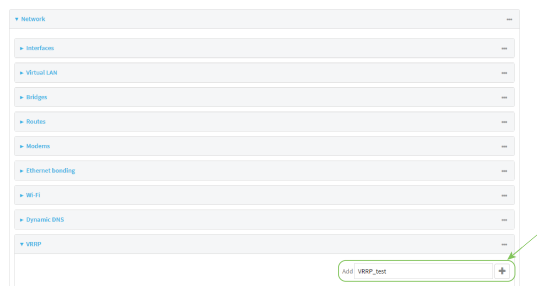 Network
Interfaces
Virtual LAN
Bridges
Routes
Modems
Ethernet bonding
Wi-Fi
Dynamic DNS
VRRP
Add VRRP_test